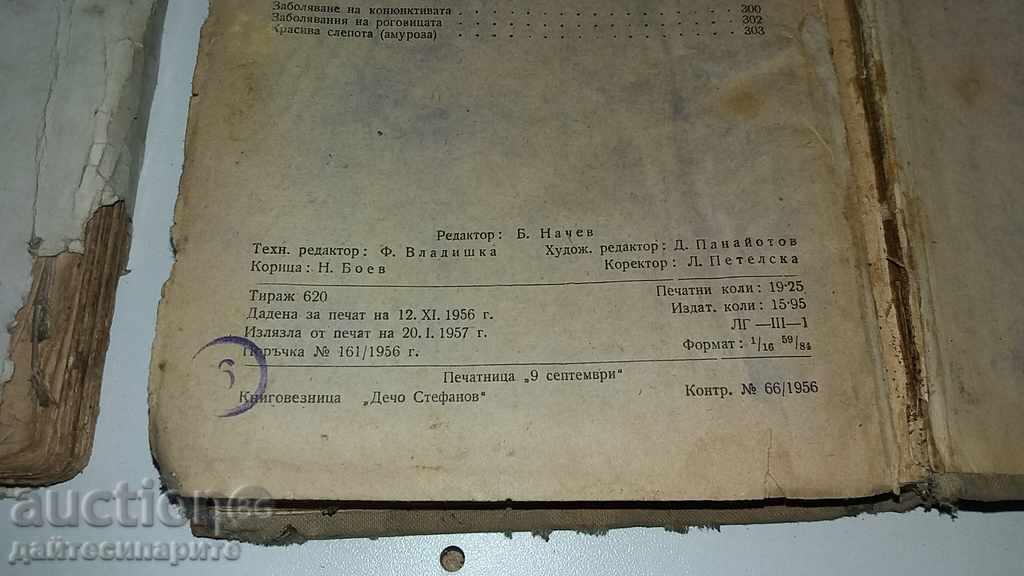 Заболяване на конюнктивата . . . . . . . . . . 300
Заболявания на роговицата . . . . . . . . . . 302
Красива слепота (амуроза) . . . . . . . . . . 303
Редактор: Б. Начев
Техн. редактор: Ф. Владишка Худож. редактор: Д. Панайотов
Корица: Н. Боев Коректор: Л. Петелска
Тираж 620 Печатни коли: 19·25
Дадена за печат на 12. XI. 1956 г. Издат. коли: 15·95
Излязла от печат на 20. I. 1957 г. ЛГ —III—1
Поръчка № 161/1956 г. Формат: 1/16 59/84
Печатница „9 септември"
Книговезница „Дечо Стефанов" Контр. № 66/1956
auction
дайтесипарите